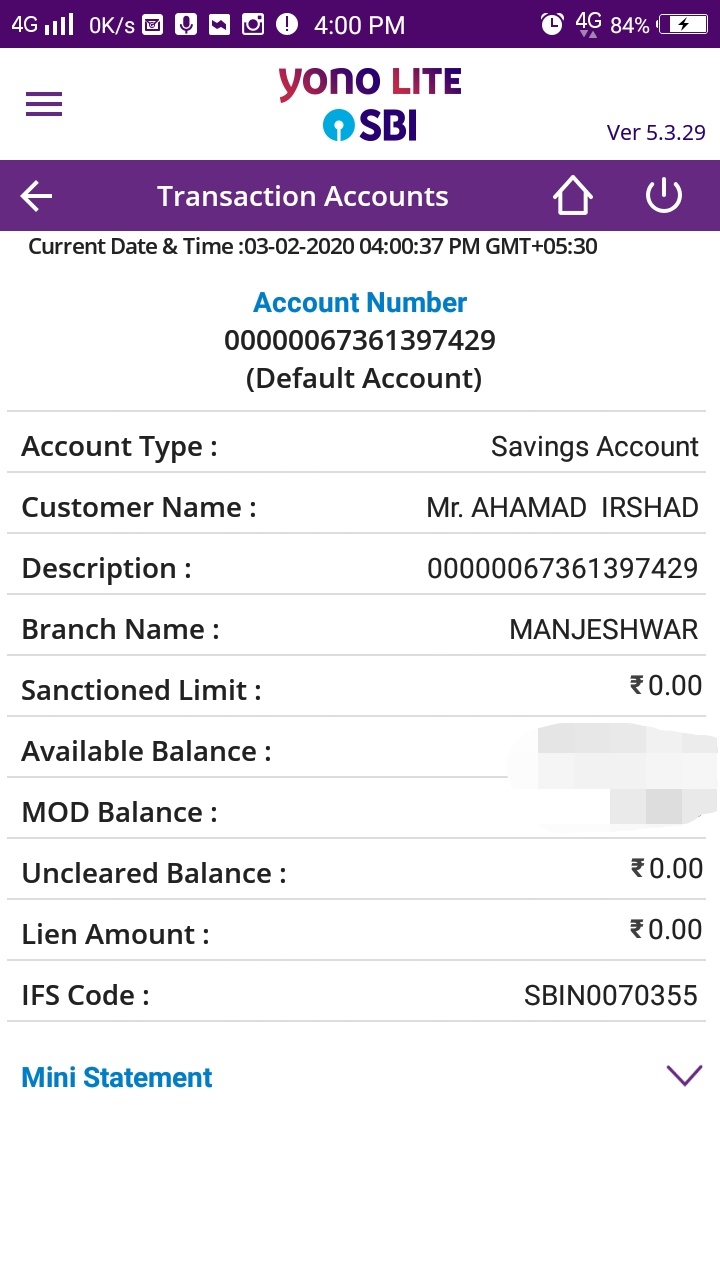 4G 0K/s 4:00 PM 4G 84%
yono LITE
SBI
Ver 5.3.29
Transaction Accounts
Current Date & Time :03-02-2020 04:00:37 PM GMT+05:30
Account Number
00000067361397429
(Default Account)
Account Type : Savings Account
Customer Name : Mr. AHAMAD IRSHAD
Description : 00000067361397429
Branch Name : MANJESHWAR
Sanctioned Limit : ₹0.00
Available Balance :
MOD Balance :
Uncleared Balance : ₹0.00
Lien Amount : ₹0.00
IFS Code : SBIN0070355
Mini Statement